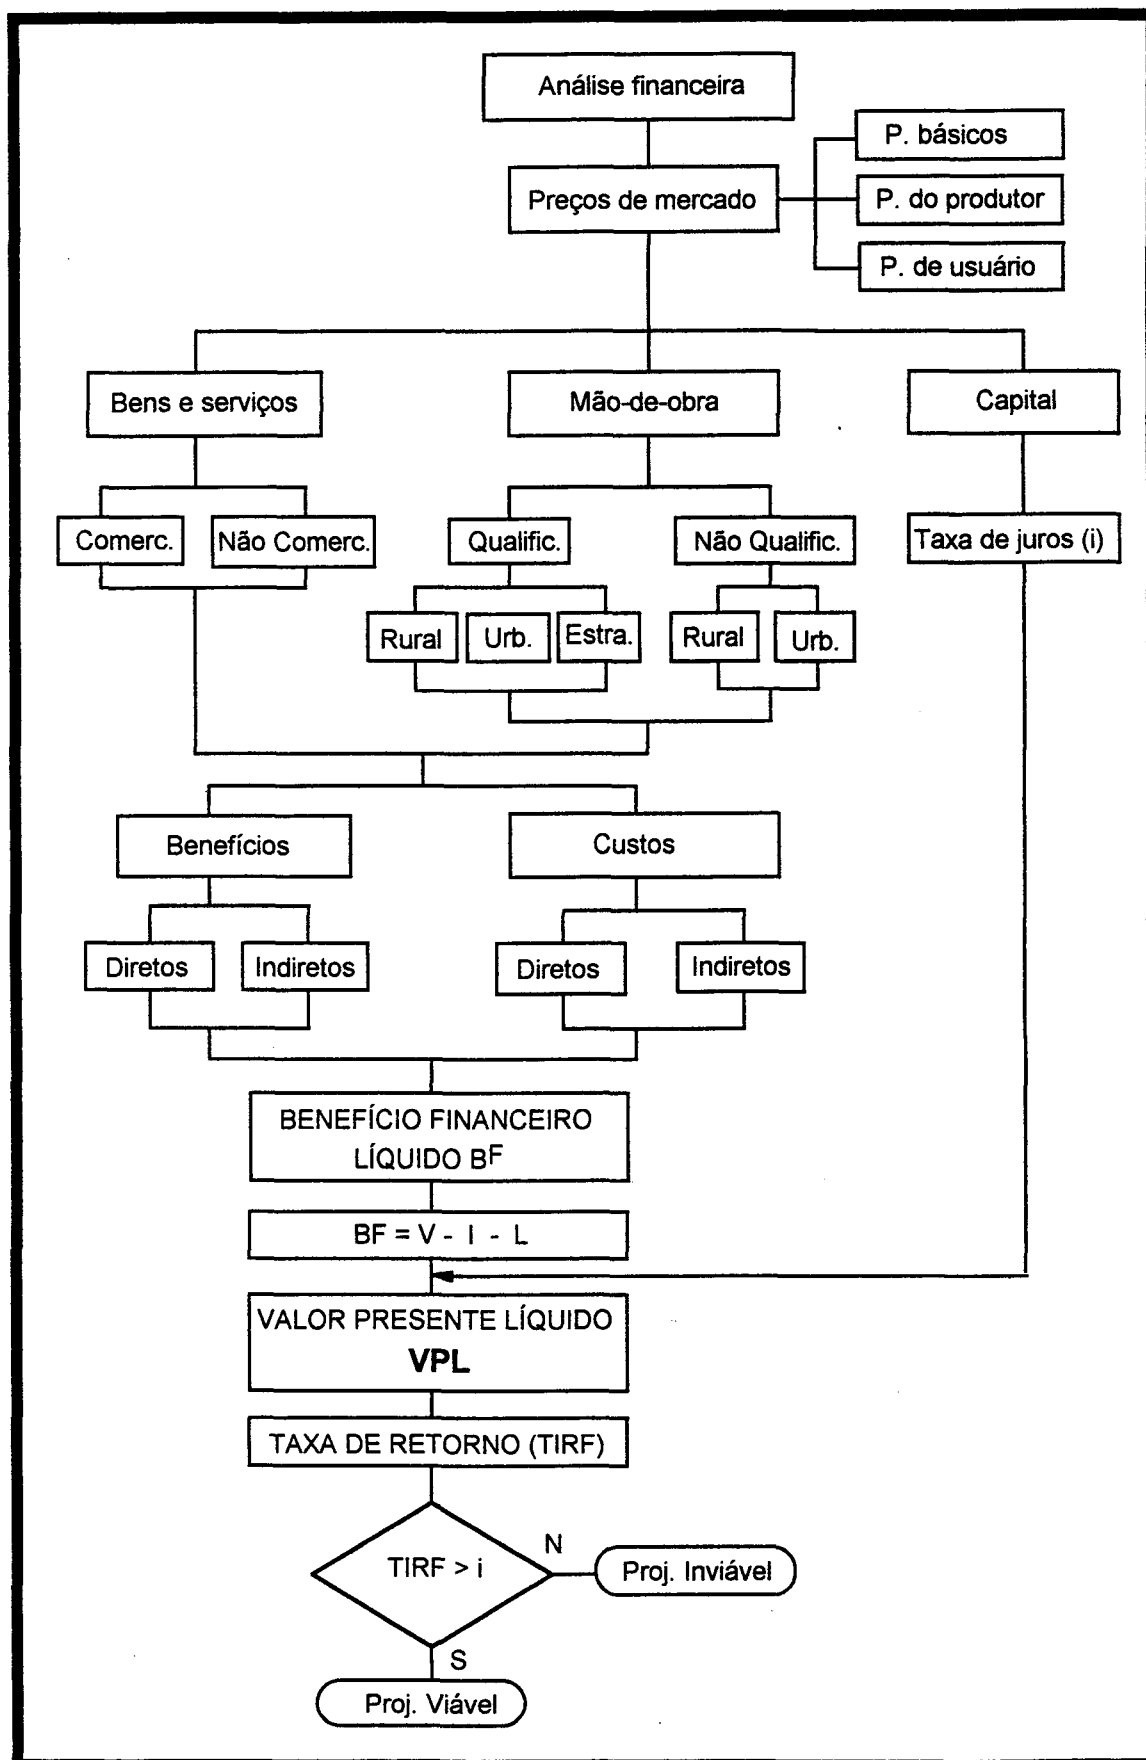 Análise financeira
P. básicos
Preços de mercado
P. do produtor
P. de usuário
Bens e serviços
Mão-de-obra
Capital
Comerc.
Não Comerc.
Qualific.
Não Qualific.
Taxa de juros (i)
Rural
Urb.
Estra.
Rural
Urb.
Benefícios
Custos
Diretos
Indiretos
Diretos
Indiretos
BENEFÍCIO FINANCEIRO
LÍQUIDO BF
BF = V - I - L
VALOR PRESENTE LÍQUIDO
VPL
TAXA DE RETORNO (TIRF)
TIRF > i
N
Proj. Inviável
S
Proj. Viável